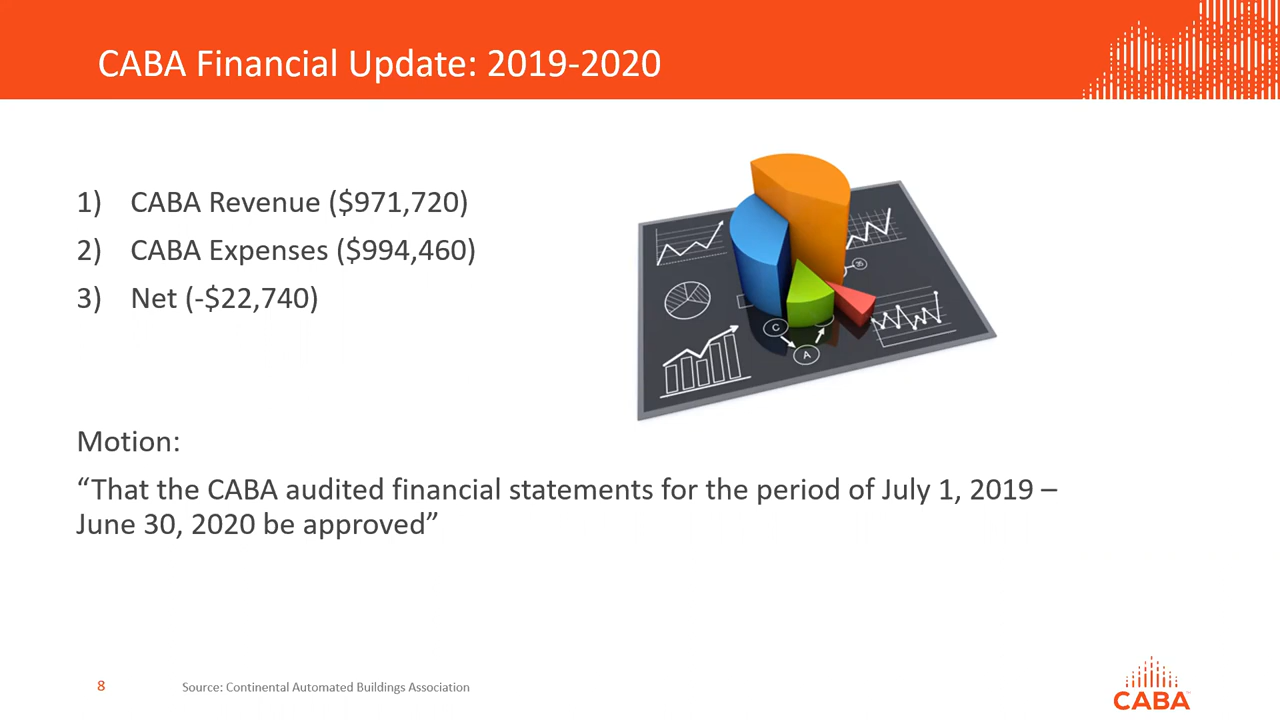 CABA Financial Update: 2019-2020
1) CABA Revenue ($971,720)
2) CABA Expenses ($994,460)
3) Net (-$22,740)
C
A
Motion:
“That the CABA audited financial statements for the period of July 1, 2019 –
June 30, 2020 be approved”
8 Source: Continental Automated Buildings Association
CABA